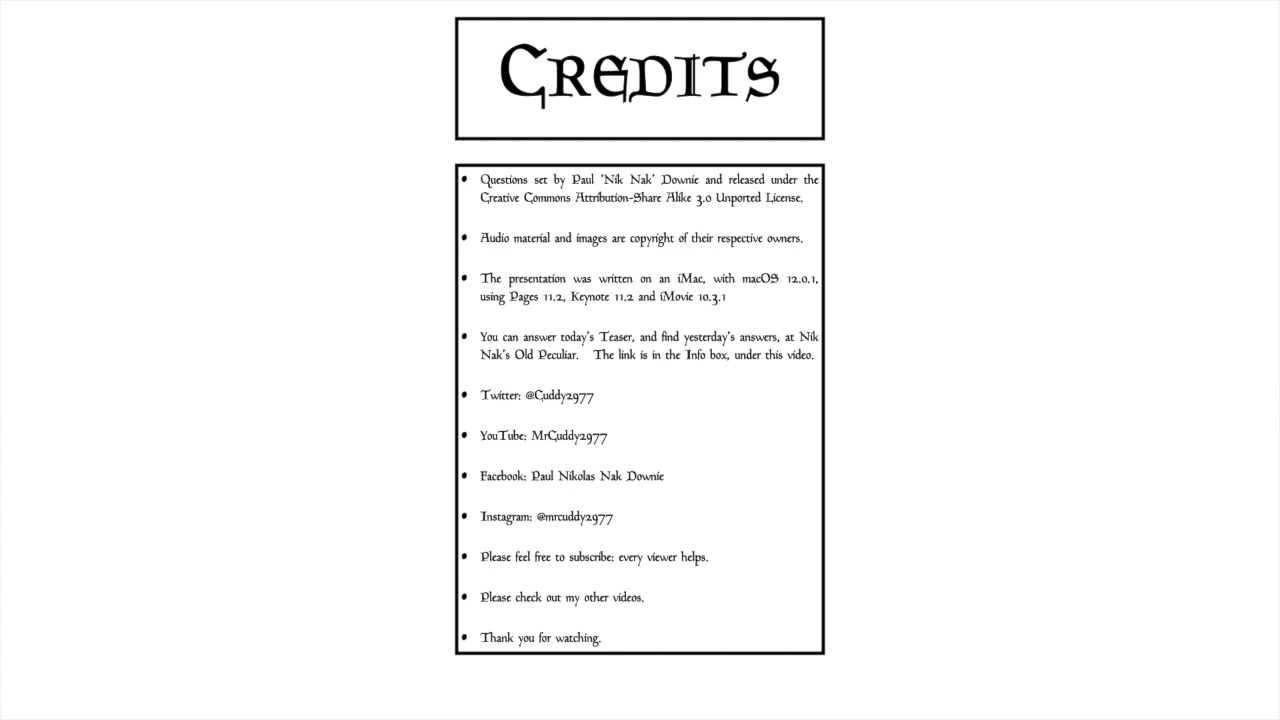 Credits
• Questions set by Paul ‘Nik Nak’ Downie and released under the
Creative Commons Attribution-Share Alike 3.0 Unported License.
• Audio material and images are copyright of their respective owners.
• The presentation was written on an iMac, with macOS 12.0.1,
using Pages 11.2, Keynote 11.2 and iMovie 10.3.1
• You can answer today’s Teaser, and find yesterday’s answers, at Nik
Nak’s Old Peculiar. The link is in the Info box, under this video.
• Twitter: @Cuddy2977
• YouTube: MrCuddy2977
• Facebook: Paul Nikolas Nak Downie
• Instagram: @mrcuddy2977
• Please feel free to subscribe: every viewer helps.
• Please check out my other videos.
• Thank you for watching.